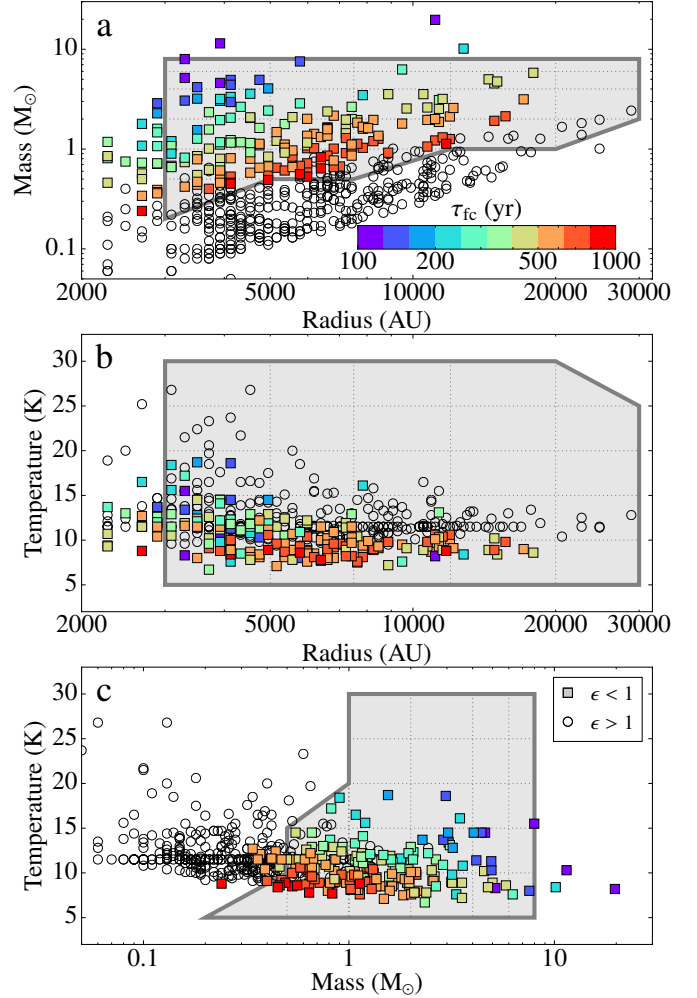 a
10
1
0.1
Mass (M⊙)
τfc (yr)
100 200 500 1000
2000 5000 10000 20000 30000
Radius (AU)
b
30
25
20
15
10
5
Temperature (K)
2000 5000 10000 20000 30000
Radius (AU)
c
30
25
20
15
10
5
Temperature (K)
ϵ < 1
ϵ > 1
0.1 1 10
Mass (M⊙)